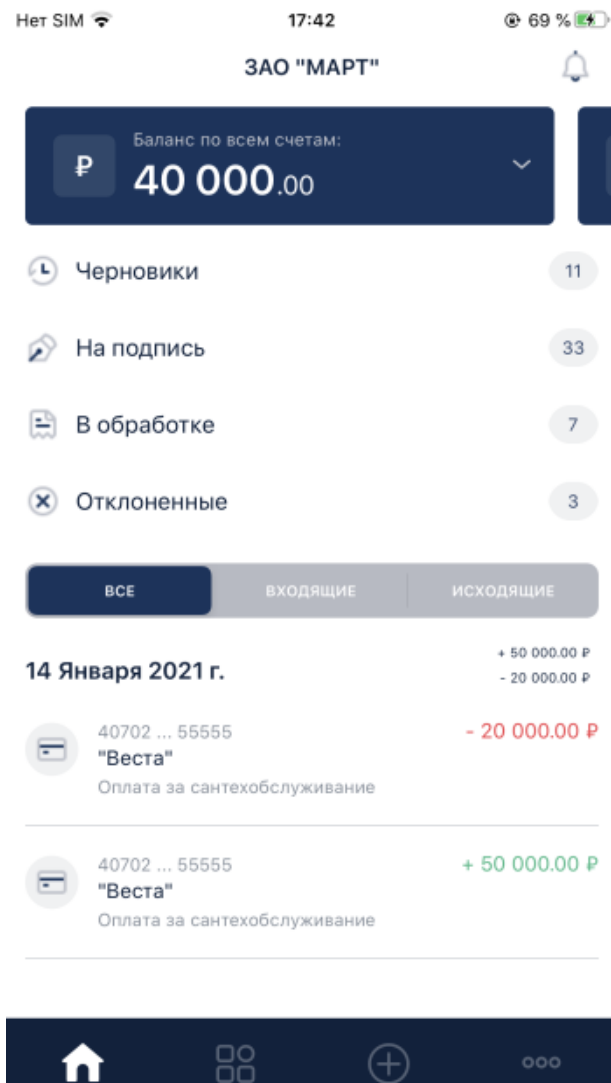 Нет SIM 17:42 69 %
ЗАО "МАРТ"
Баланс по всем счетам:
₽ 40 000.00
Черновики 11
На подпись 33
В обработке 7
Отклоненные 3
ВСЕ ВХОДЯЩИЕ ИСХОДЯЩИЕ
+ 50 000.00 ₽
14 Января 2021 г.
- 20 000.00 ₽
40702 ... 55555 - 20 000.00 ₽
"Веста"
Оплата за сантехобслуживание
40702 ... 55555 + 50 000.00 ₽
"Веста"
Оплата за сантехобслуживание